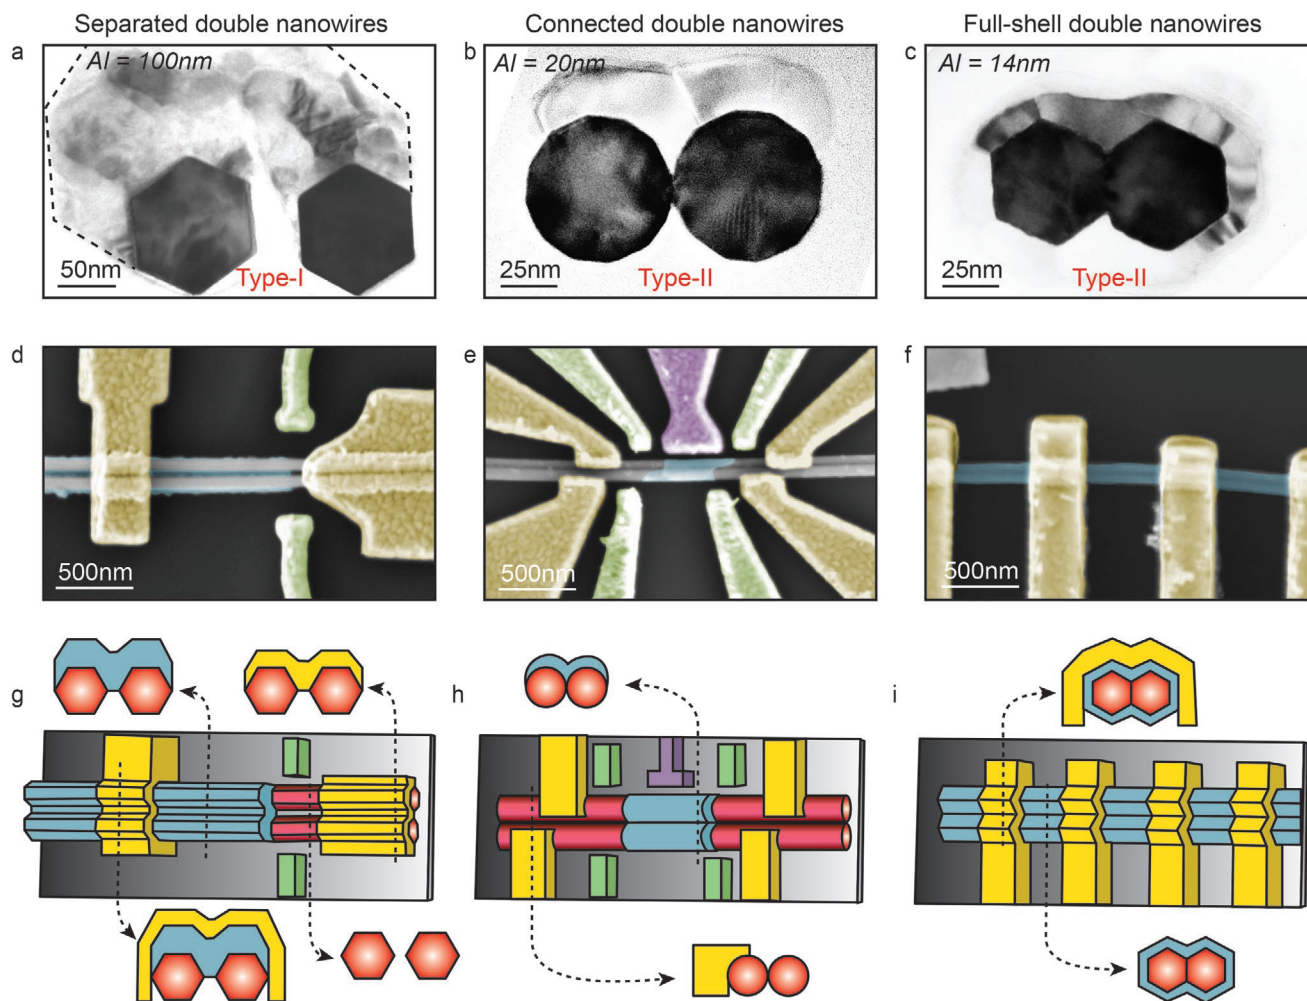 Separated double nanowires
Connected double nanowires
Full-shell double nanowires
a
Al = 100nm
50nm
Type-I
b
Al = 20nm
25nm
Type-II
c
Al = 14nm
25nm
Type-II
d
500nm
e
500nm
f
500nm
g
h
i